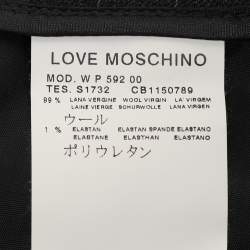 LOVE MOSCHINO
MOD. W P 592 00
TES. S1732 CB1150789
99 % LANA VERGINE WOOL VIRGIN LA'VIRGEM
LAINE VIERGE SCHURWOLLE LANA VIRGEN
ウール
1 % ELASTAN ELASTAN SPANDE ELASTANO
ELASTANE ELASTHAN ELASTANO
ポリウレタン